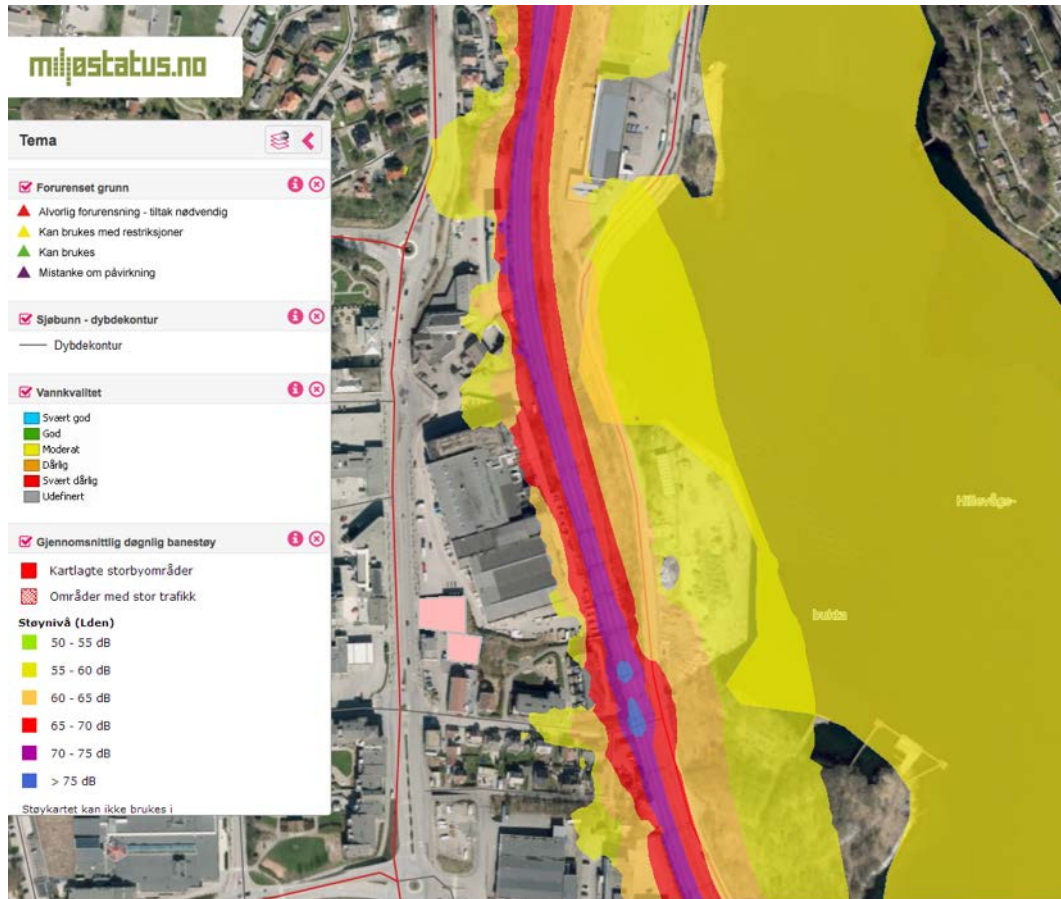 miljøstatus.no
Tema
Forurenset grunn
Alvorlig forurensning - tiltak nødvendig
Kan brukes med restriksjoner
Kan brukes
Mistanke om påvirkning
Sjøbunn - dybdekontur
Dybdekontur
Vannkvalitet
Svært god
God
Moderat
Dårlig
Svært dårlig
Udefinert
Gjennomsnittlig døgnlig banestøy
Kartlagte storbyområder
Områder med stor trafikk
Støynivå (Lden)
50 - 55 dB
55 - 60 dB
60 - 65 dB
65 - 70 dB
70 - 75 dB
> 75 dB
Støykartet kan ikke brukes i
Hillevågs-
bukta